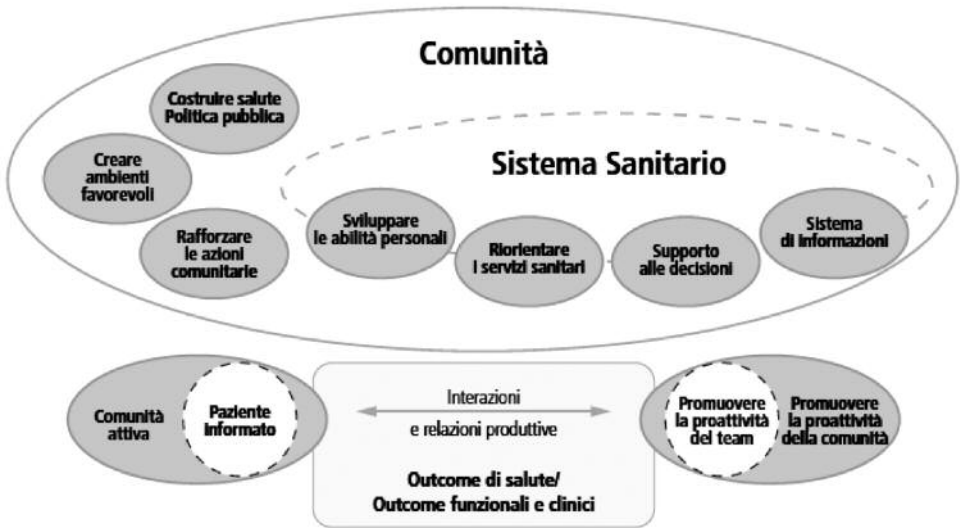 Comunità
Costruire salute
Politica pubblica
Creare
ambienti
favorevoli
Rafforzare
le azioni
comunitarie
Sistema Sanitario
Sviluppare
le abilità personali
Riorientare
i servizi sanitari
Supporto
alle decisioni
Sistema
di informazioni
Comunità
attiva
Paziente
informato
Interazioni
e relazioni produttive
Outcome di salute/
Outcome funzionali e clinici
Promuovere
la proattività
del team
Promuovere
la proattività
della comunità